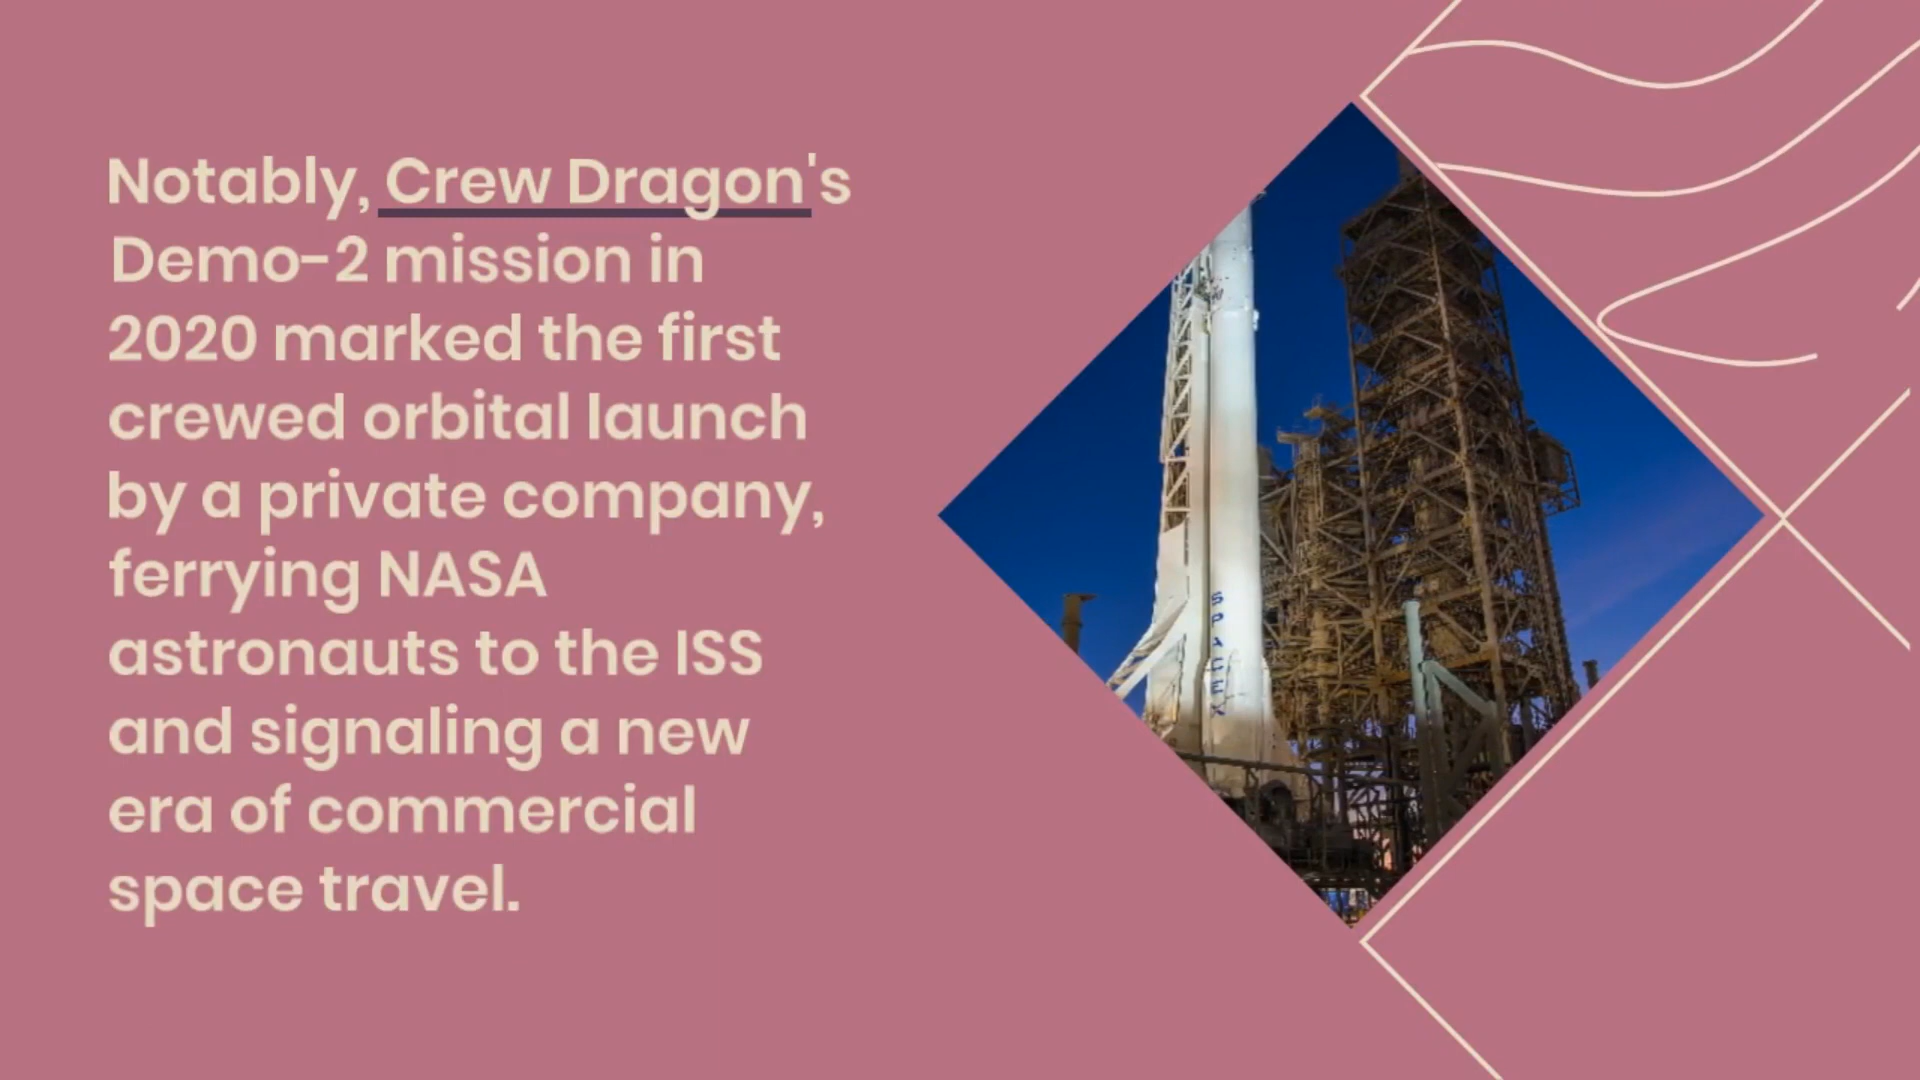 Notably, Crew Dragon's
Demo-2 mission in
2020 marked the first
crewed orbital launch
by a private company,
ferrying NASA
astronauts to the ISS
and signaling a new
era of commercial
space travel.
SPACEX